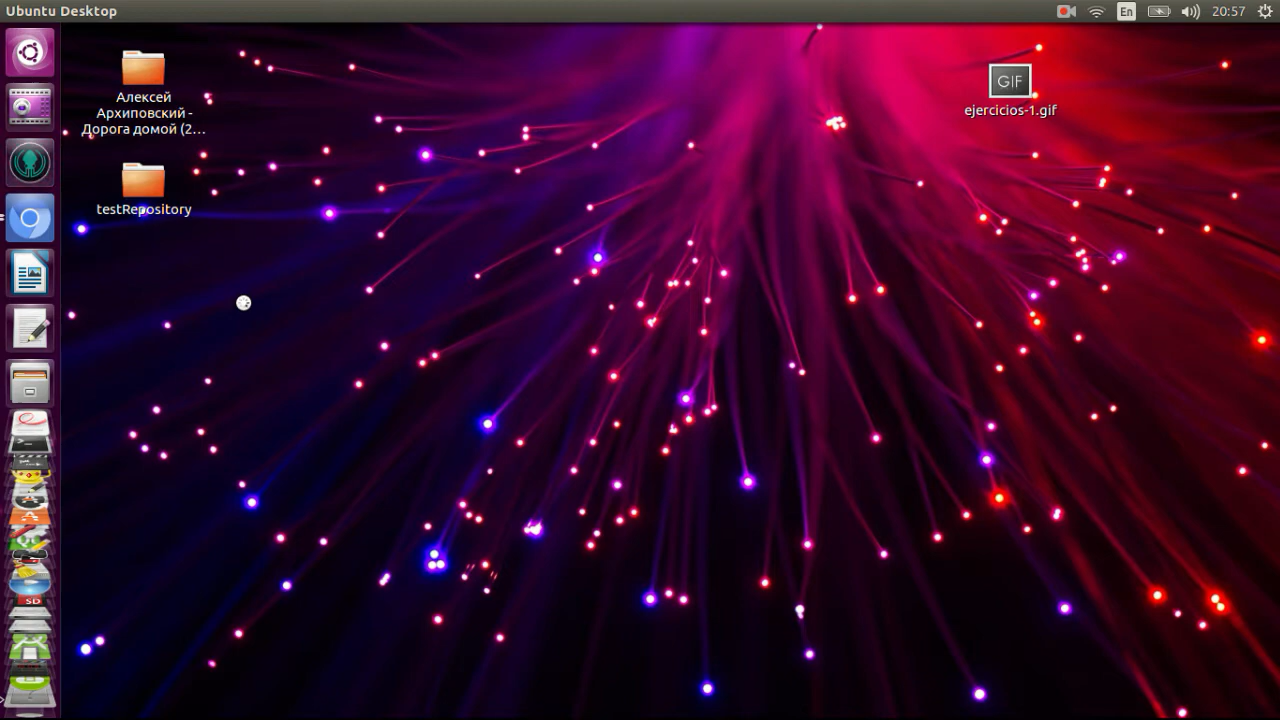 Ubuntu Desktop
En
20:57
Алексей
Архиповский -
Дорога домой (2...
GIF
ejercicios-1.gif
testRepository
SD